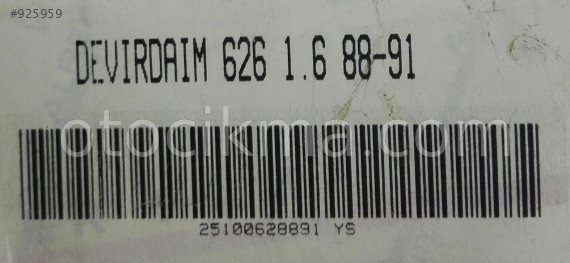 #925959
DEVIRDAIM 626 1.6 88-91
otocikma.com
25100628891 YS